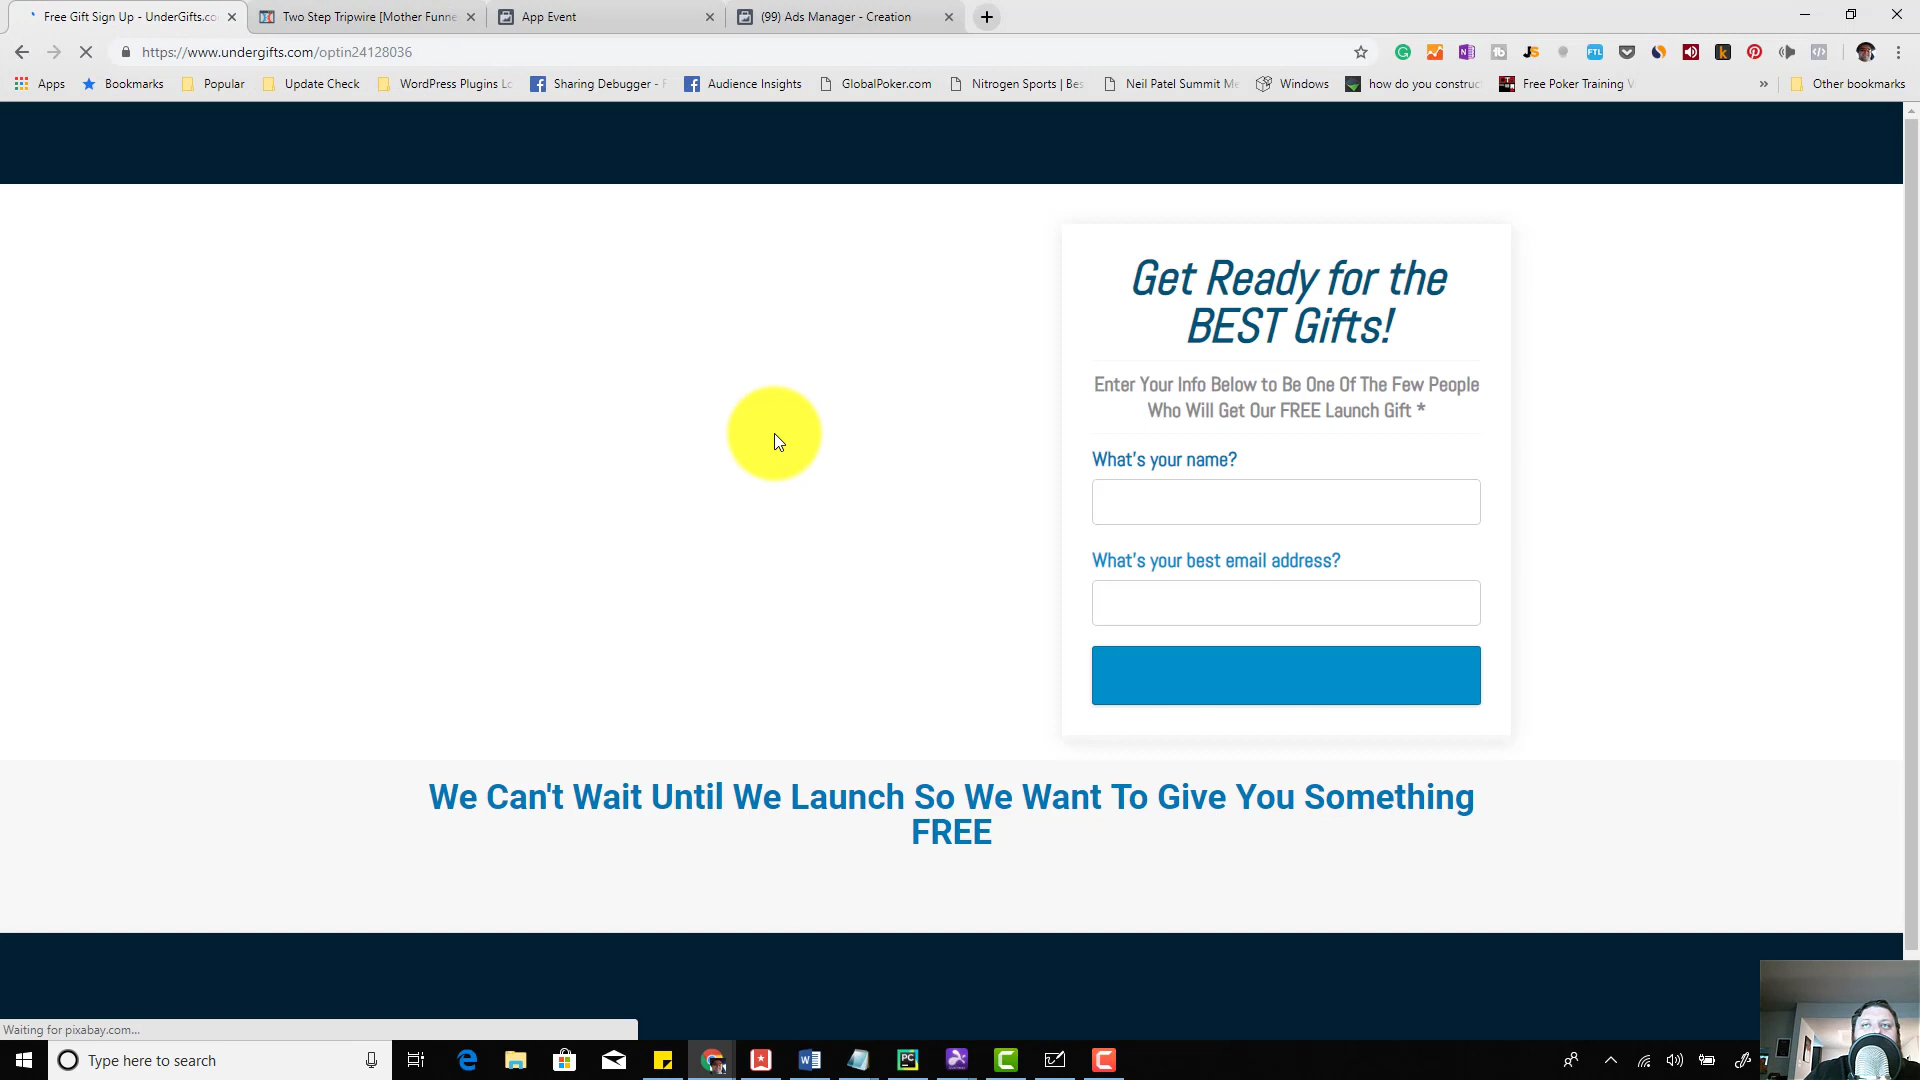 Free Gift Sign Up - UnderGifts.co
Two Step Tripwire [Mother Funne
App Event
(99) Ads Manager - Creation
https://www.undergifts.com/optin24128036
Apps
Bookmarks
Popular
Update Check
WordPress Plugins Lo
Sharing Debugger - F
Audience Insights
GlobalPoker.com
Nitrogen Sports | Bes
Neil Patel Summit Me
Windows
how do you construc
Free Poker Training V
Other bookmarks
Get Ready for the
BEST Gifts!
Enter Your Info Below to Be One Of The Few People
Who Will Get Our FREE Launch Gift *
What's your name?
What's your best email address?
We Can't Wait Until We Launch So We Want To Give You Something
FREE
Waiting for pixabay.com...
Type here to search